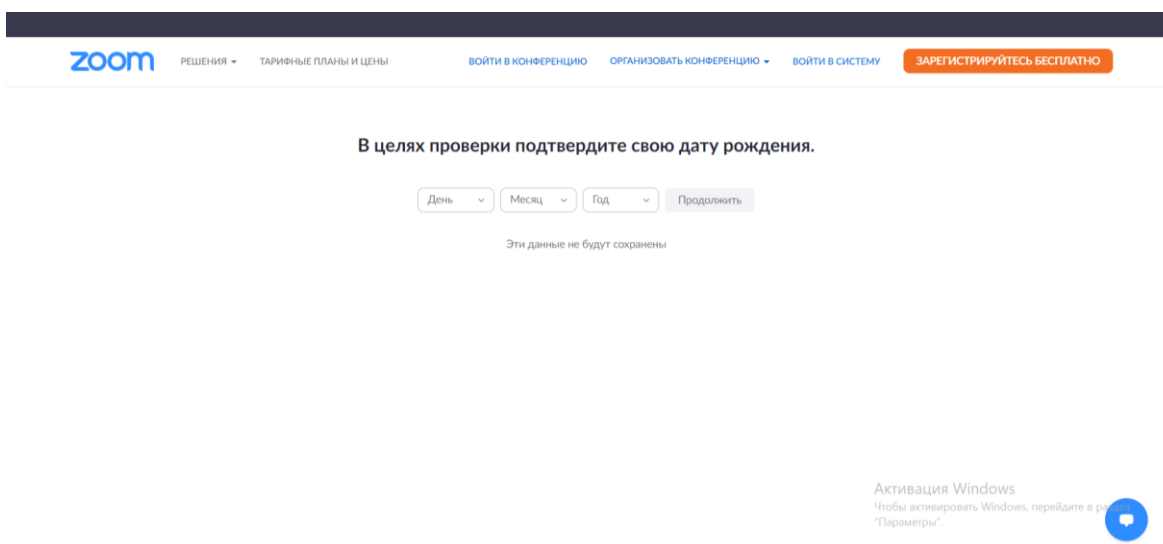 zoom РЕШЕНИЯ ТАРИФНЫЕ ПЛАНЫ И ЦЕНЫ ВОЙТИ В КОНФЕРЕНЦИЮ ОРГАНИЗОВАТЬ КОНФЕРЕНЦИЮ ВОЙТИ В СИСТЕМУ ЗАРЕГИСТРИРУЙТЕСЬ БЕСПЛАТНО
В целях проверки подтвердите свою дату рождения.
День Месяц Год Продолжить
Эти данные не будут сохранены
Активация Windows
Чтобы активировать Windows, перейдите в раздел
"Параметры".